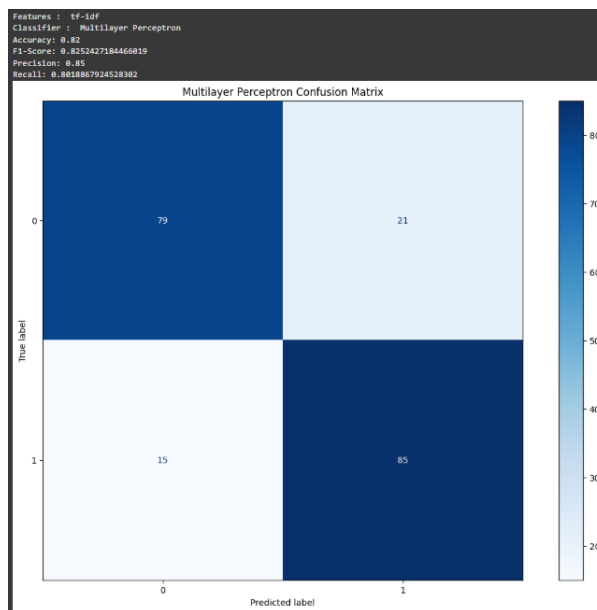 Features : tf-idf
Classifier : Multilayer Perceptron
Accuracy: 0.82
F1-Score: 0.8252427184466019
Precision: 0.85
Recall: 0.8018867924528302
Multilayer Perceptron Confusion Matrix
80
70
60
50
40
30
20
True label
0
79
21
1
15
85
0
1
Predicted label